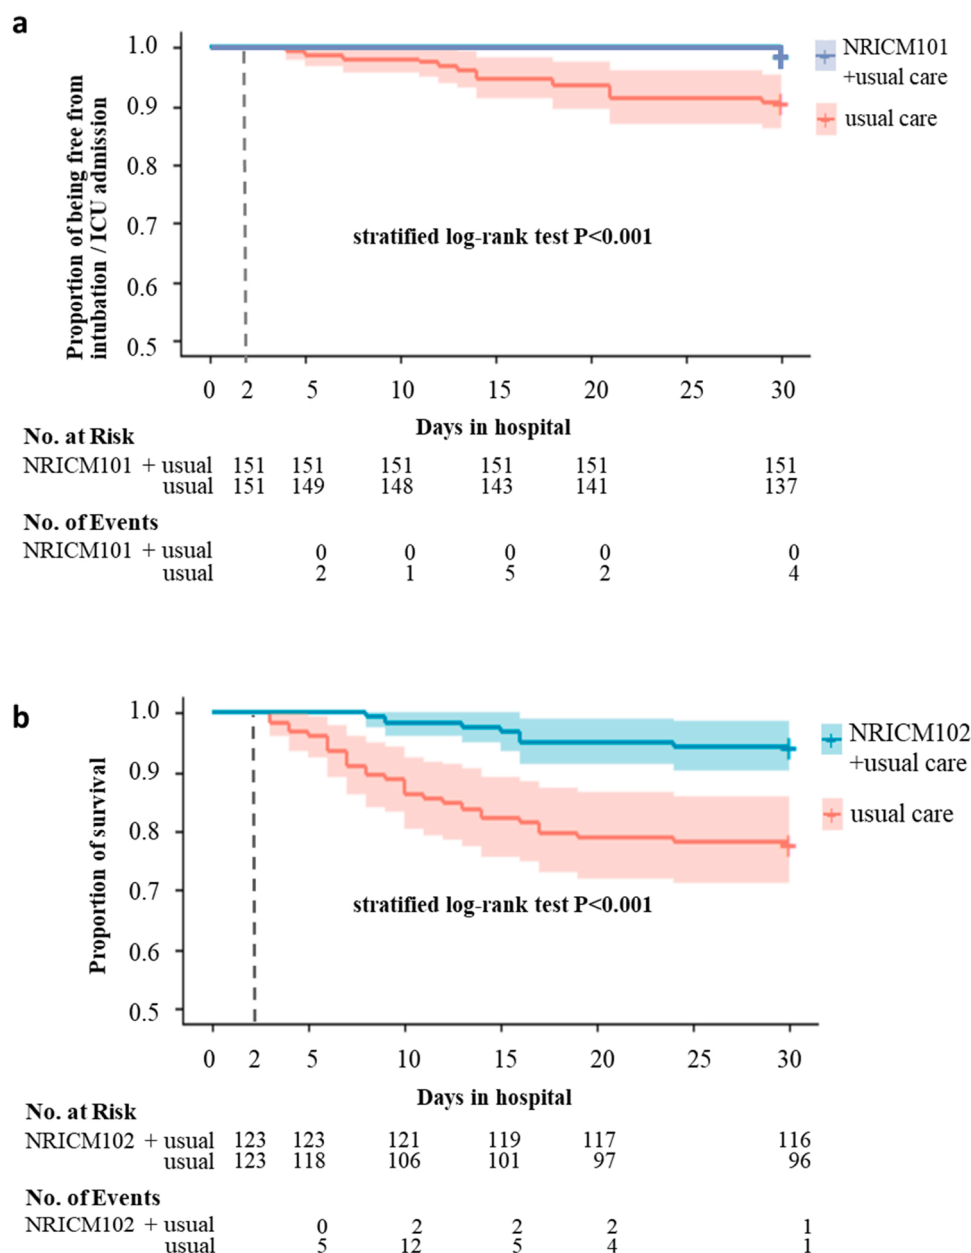 a
1.0
0.9
0.8
0.7
0.6
0.5
Proportion of being free from
intubation / ICU admission
NRICM101
+usual care
usual care
stratified log-rank test P<0.001
0 2 5 10 15 20 25 30
Days in hospital
No. at Risk
NRICM101 + usual 151 151 151 151 151 151
usual 151 149 148 143 141 137
No. of Events
NRICM101 + usual 0 0 0 0 0
usual 2 1 5 2 4
b
1.0
0.9
0.8
0.7
0.6
0.5
Proportion of survival
NRICM102
+usual care
usual care
stratified log-rank test P<0.001
0 2 5 10 15 20 25 30
Days in hospital
No. at Risk
NRICM102 + usual 123 123 121 119 117 116
usual 123 118 106 101 97 96
No. of Events
NRICM102 + usual 0 2 2 2 1
usual 5 12 5 4 1